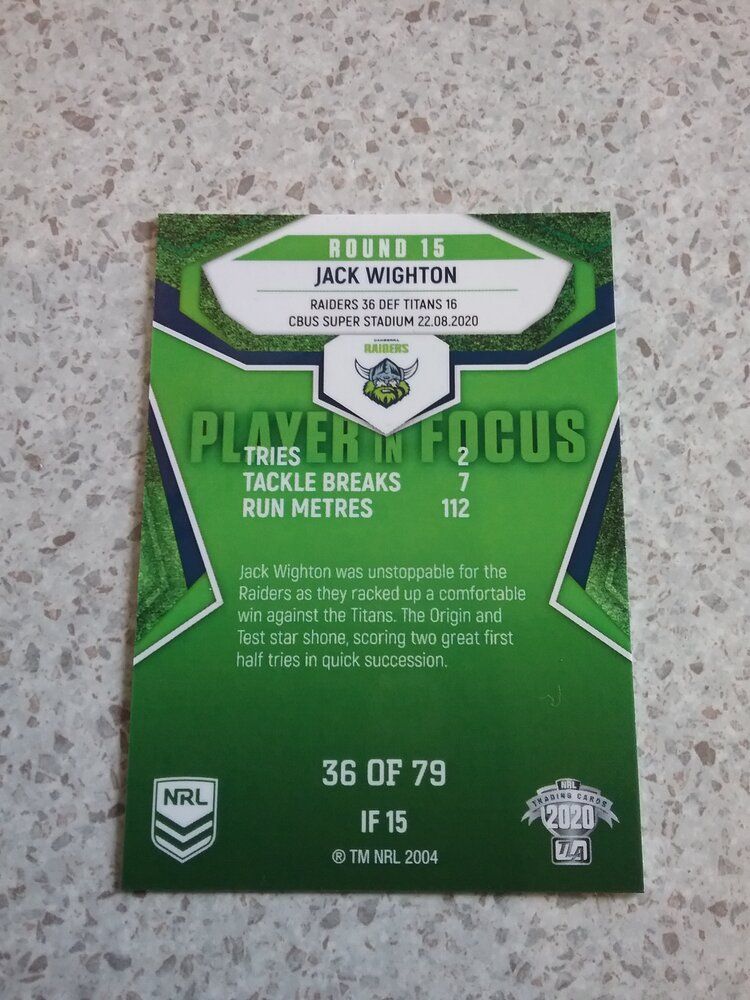 ROUND 15
JACK WIGHTON
RAIDERS 36 DEF TITANS 16
CBUS SUPER STADIUM 22.08.2020
CANBERRA
RAIDERS
PLAYER IN FOCUS
TRIES 2
TACKLE BREAKS 7
RUN METRES 112
Jack Wighton was unstoppable for the
Raiders as they racked up a comfortable
win against the Titans. The Origin and
Test star shone, scoring two great first
half tries in quick succession.
36 OF 79
IF 15
® TM NRL 2004
NRL
NRL
TRADING CARDS
2020
TLA